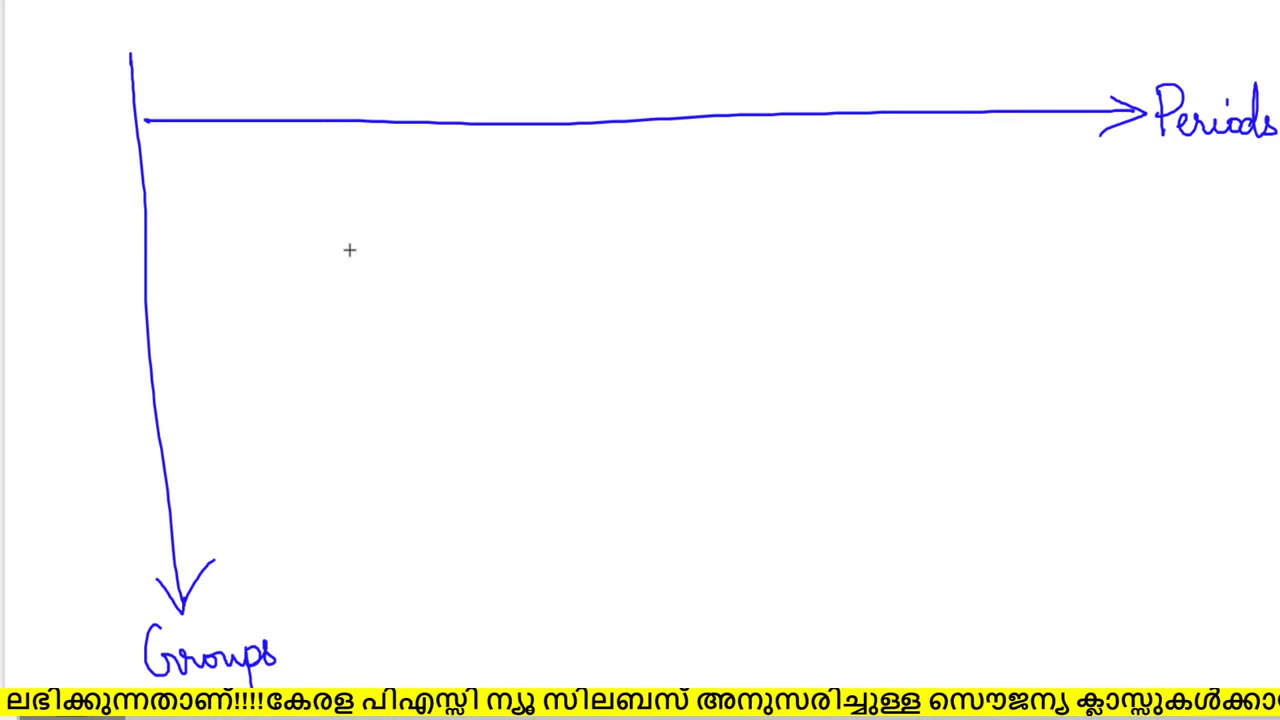 Periods
Groups
ലഭിക്കുന്നതാണ്!!!!കേരള പിഎസ്സി ന്യൂ സിലബസ് അനുസരിച്ചുള്ള സൌജന്യ ക്ലാസ്സുകൾക്കാ